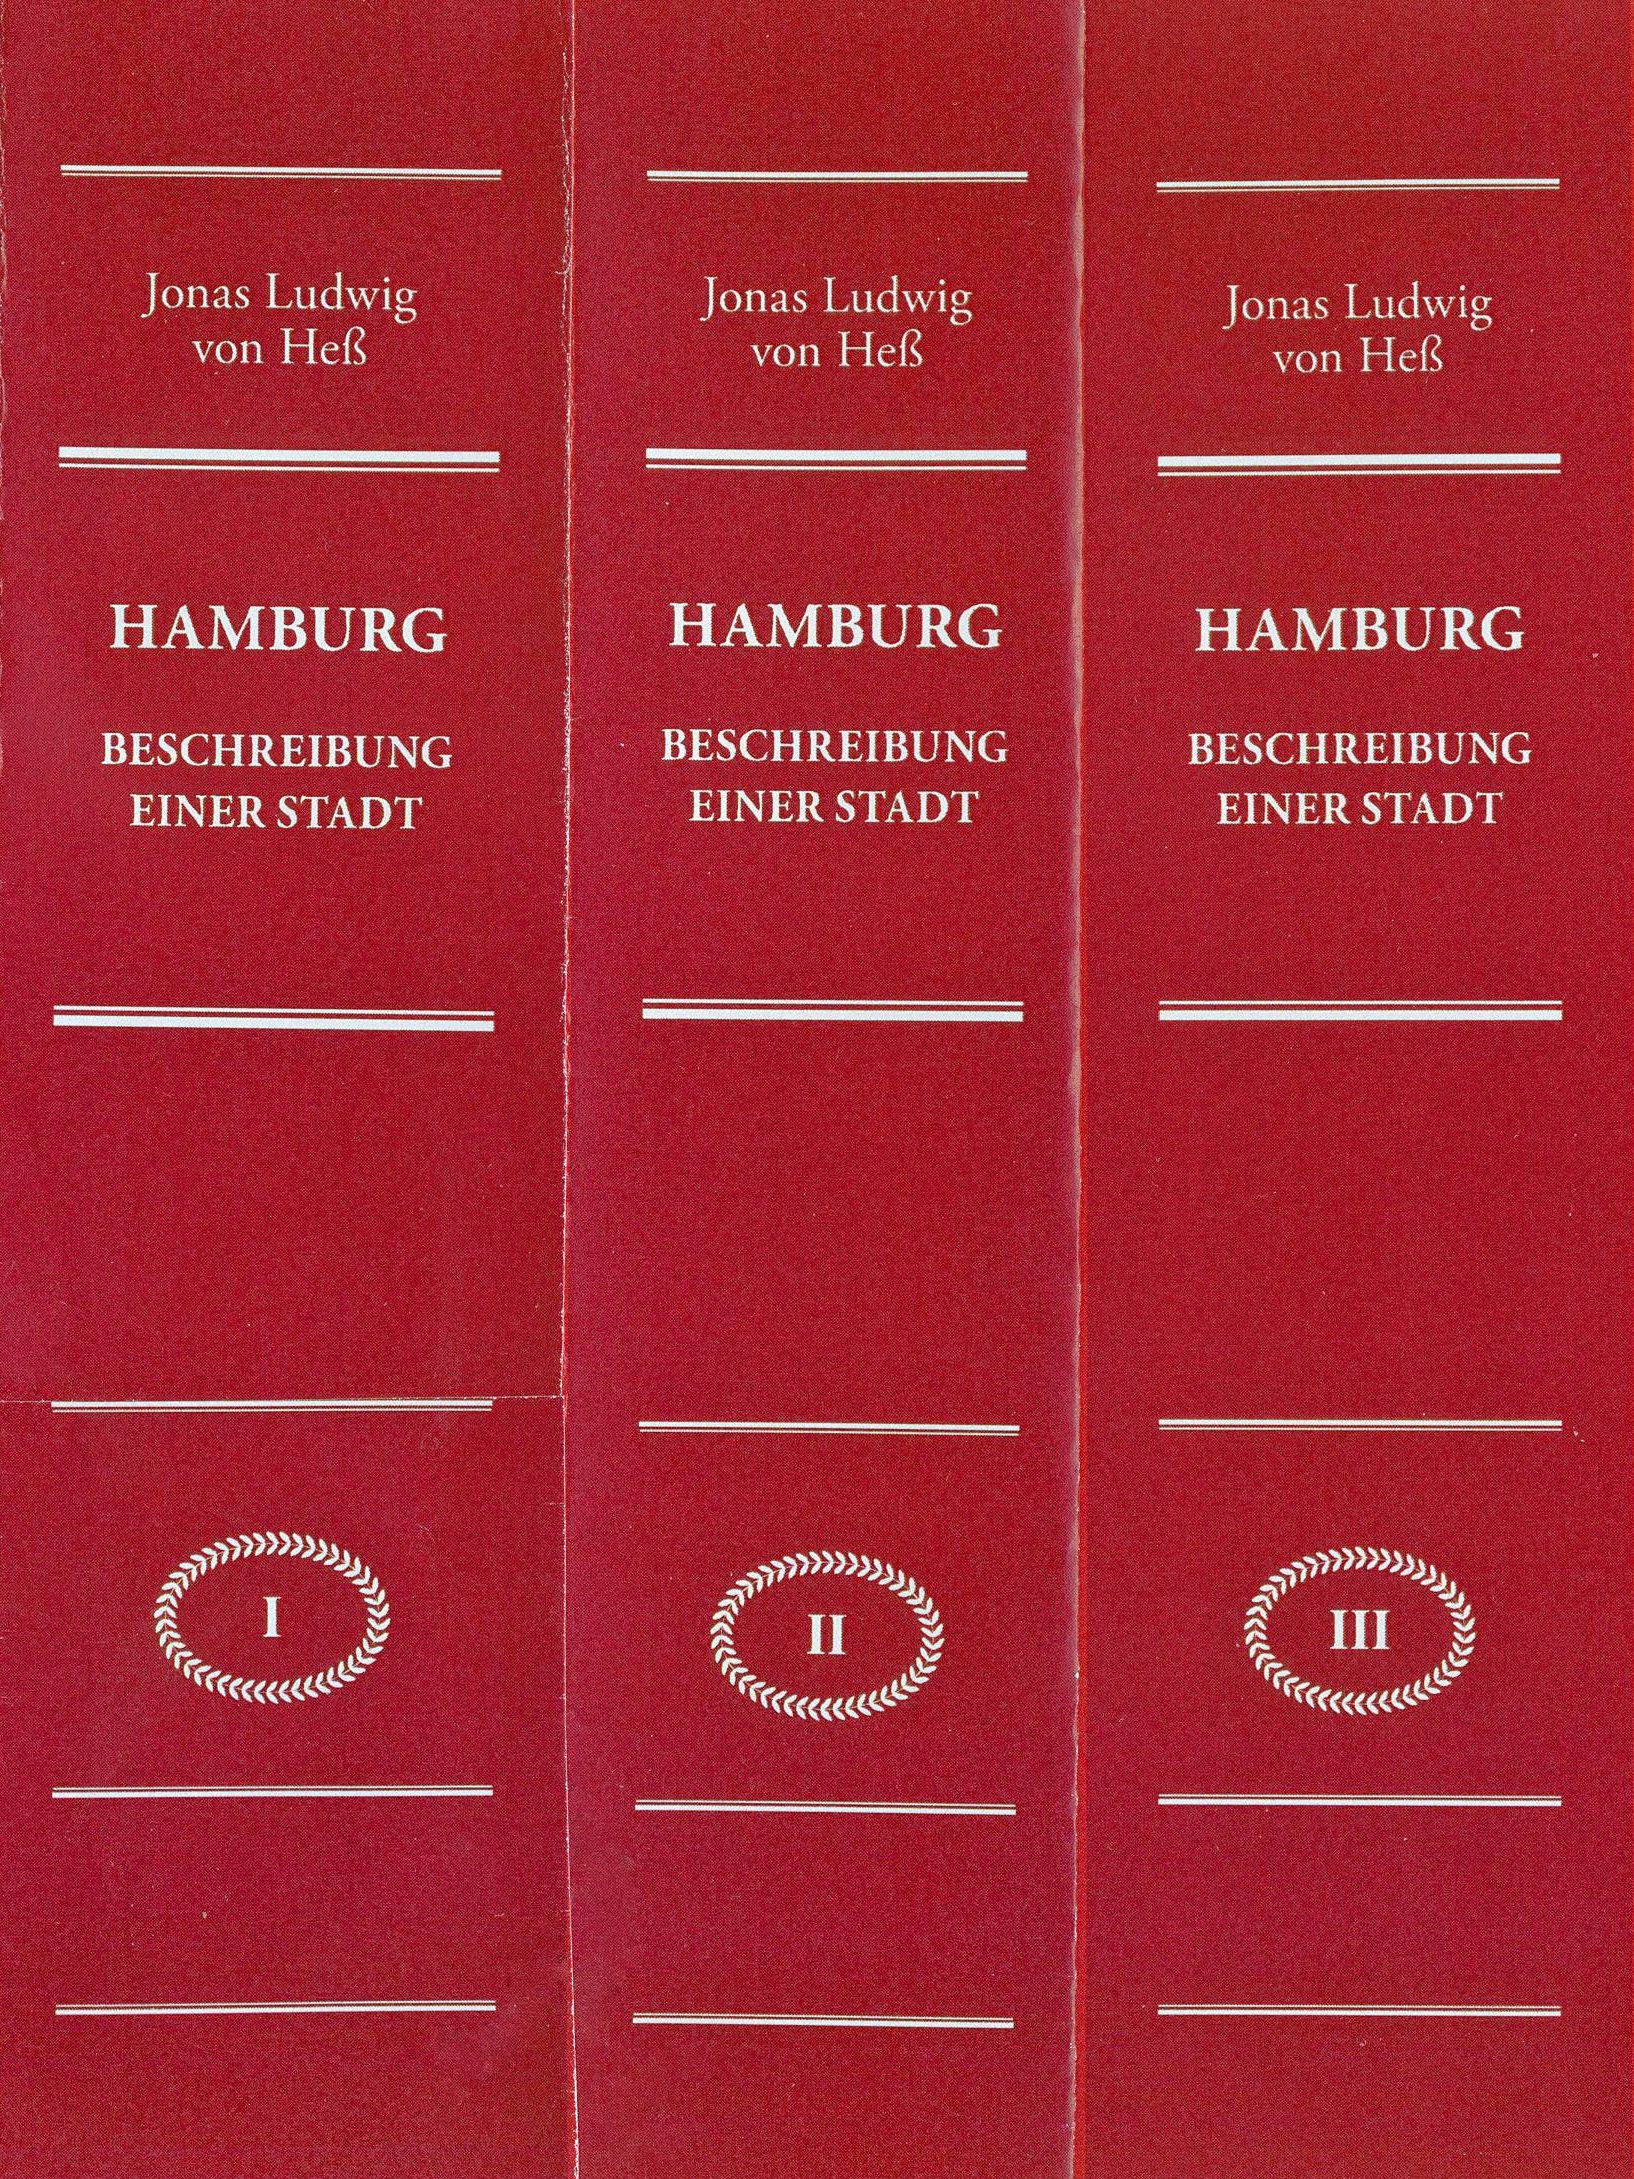 Jonas Ludwig
von Heß
HAMBURG
BESCHREIBUNG
EINER STADT
I
Jonas Ludwig
von Heß
HAMBURG
BESCHREIBUNG
EINER STADT
II
Jonas Ludwig
von Heß
HAMBURG
BESCHREIBUNG
EINER STADT
III